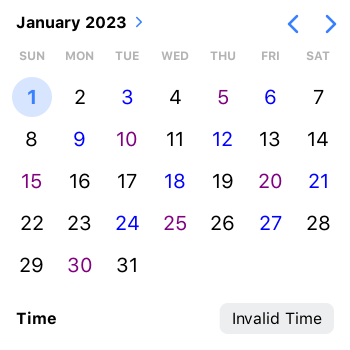 January 2023
SUN MON TUE WED THU FRI SAT
1 2 3 4 5 6 7
8 9 10 11 12 13 14
15 16 17 18 19 20 21
22 23 24 25 26 27 28
29 30 31
Time Invalid Time